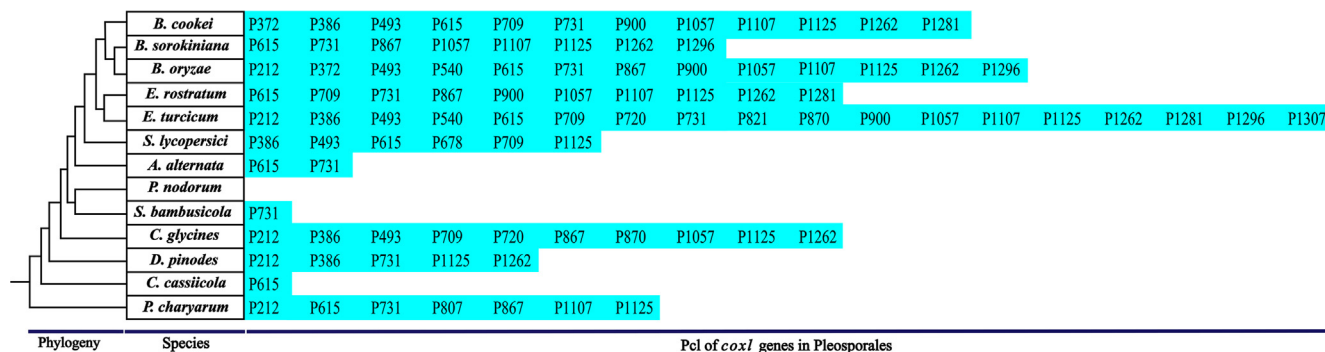 B. cookei P372 P386 P493 P615 P709 P731 P900 P1057 P1107 P1125 P1262 P1281
B. sorokiniana P615 P731 P867 P1057 P1107 P1125 P1262 P1296
B. oryzae P212 P372 P493 P540 P615 P731 P867 P900 P1057 P1107 P1125 P1262 P1296
E. rostratum P615 P709 P731 P867 P900 P1057 P1107 P1125 P1262 P1281
E. turcicum P212 P386 P493 P540 P615 P709 P720 P731 P821 P870 P900 P1057 P1107 P1125 P1262 P1281 P1296 P1307
S. lycopersici P386 P493 P615 P678 P709 P1125
A. alternata P615 P731
P. nodorum
S. bambusicola P731
C. glycines P212 P386 P493 P709 P720 P867 P870 P1057 P1125 P1262
D. pinodes P212 P386 P731 P1125 P1262
C. cassiicola P615
P. charyarum P212 P615 P731 P807 P867 P1107 P1125
Phylogeny Species Pcl of cox1 genes in Pleosporales